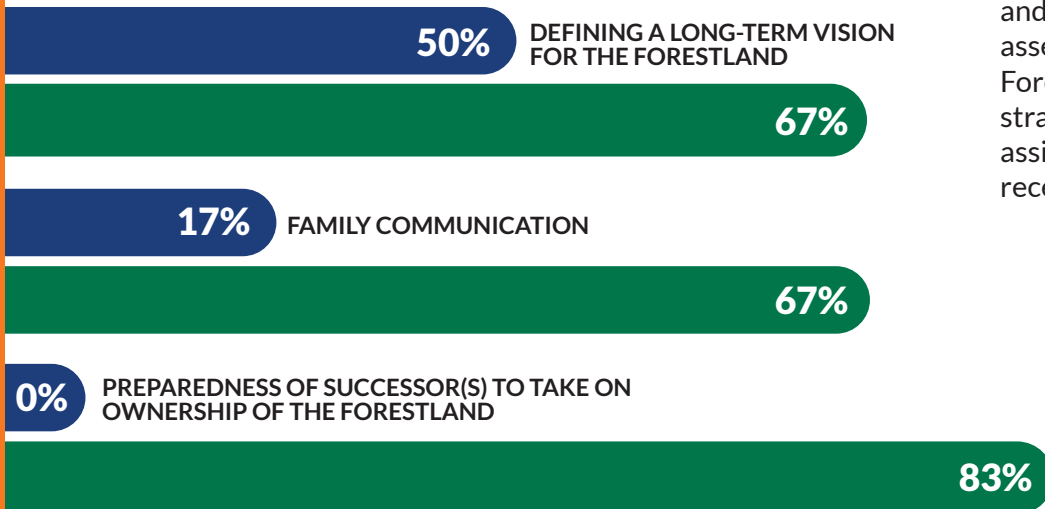 50%
DEFINING A LONG-TERM VISION
FOR THE FORESTLAND
67%
17%
FAMILY COMMUNICATION
67%
0%
PREPAREDNESS OF SUCCESSOR(S) TO TAKE ON
OWNERSHIP OF THE FORESTLAND
83%
and